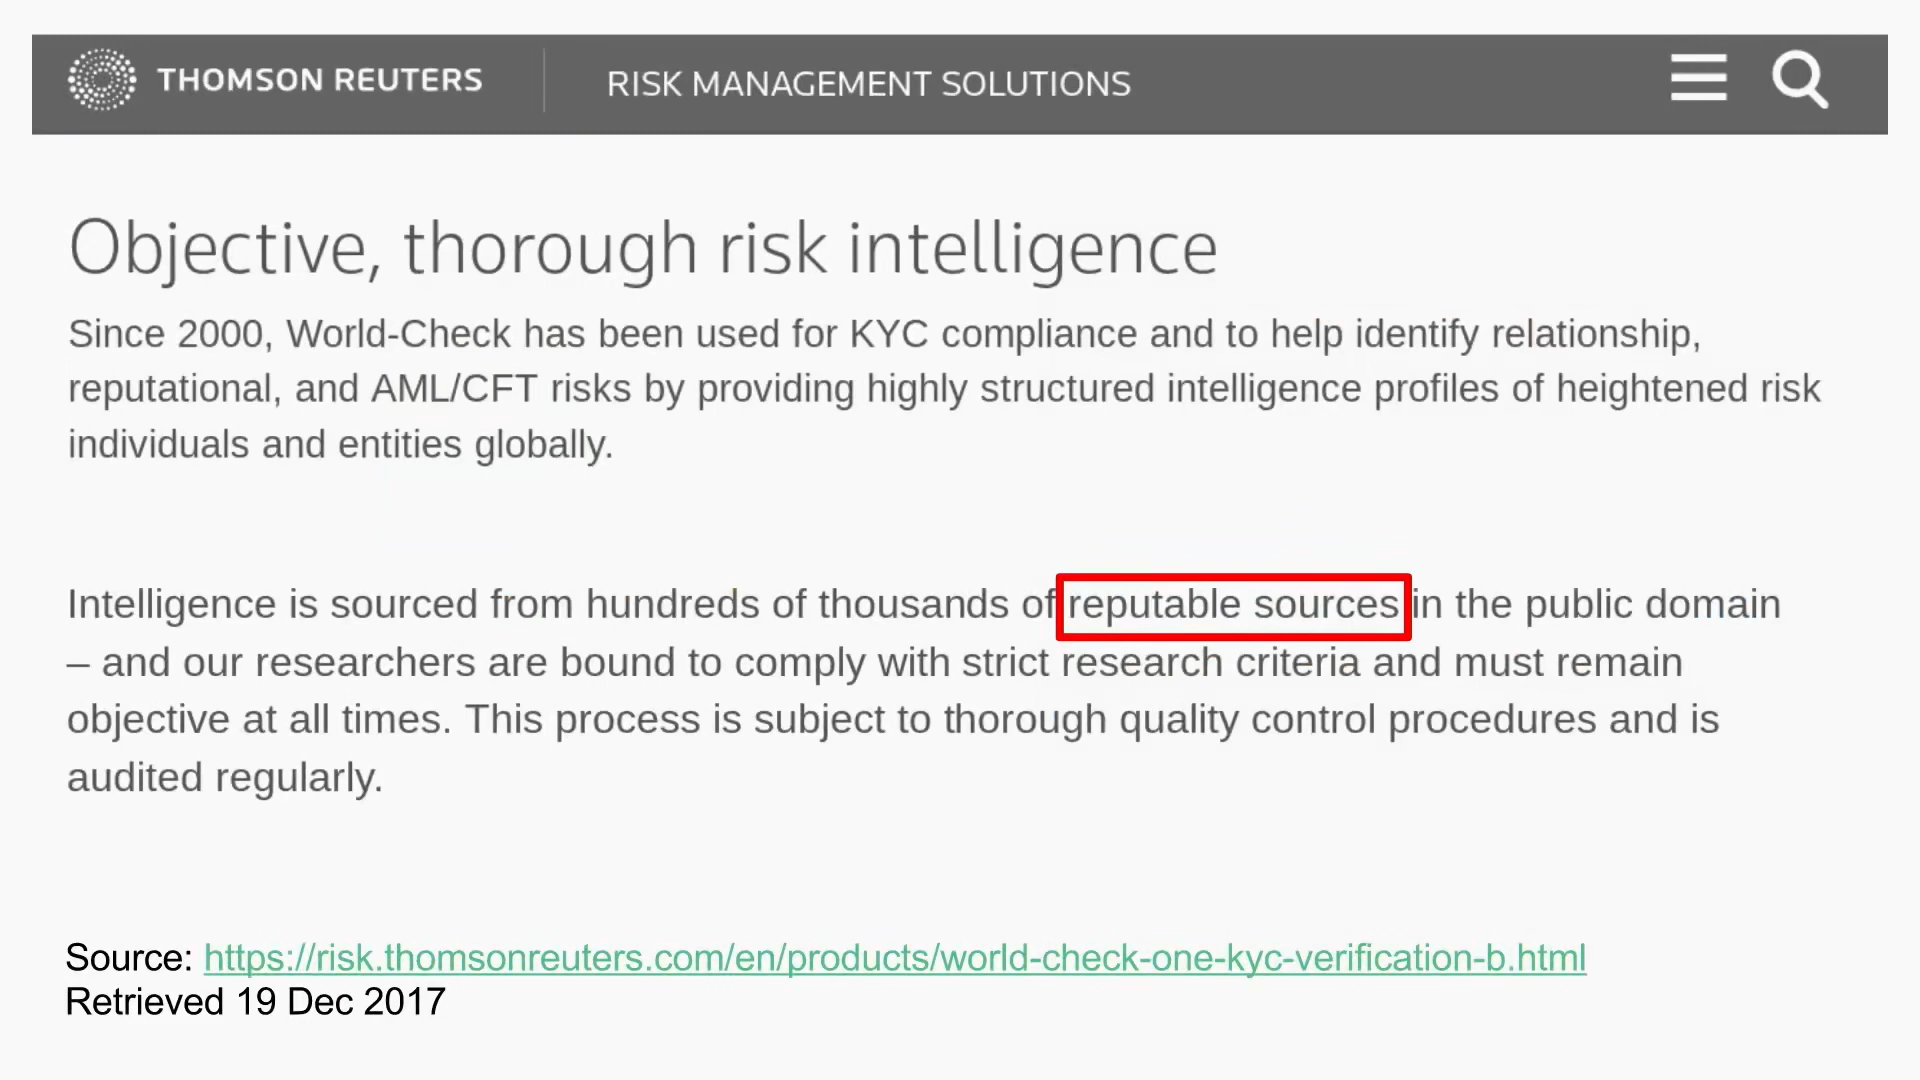 THOMSON REUTERS
RISK MANAGEMENT SOLUTIONS
Objective, thorough risk intelligence
Since 2000, World-Check has been used for KYC compliance and to help identify relationship,
reputational, and AML/CFT risks by providing highly structured intelligence profiles of heightened risk
individuals and entities globally.
Intelligence is sourced from hundreds of thousands of reputable sources in the public domain
– and our researchers are bound to comply with strict research criteria and must remain
objective at all times. This process is subject to thorough quality control procedures and is
audited regularly.
Source: https://risk.thomsonreuters.com/en/products/world-check-one-kyc-verification-b.html
Retrieved 19 Dec 2017